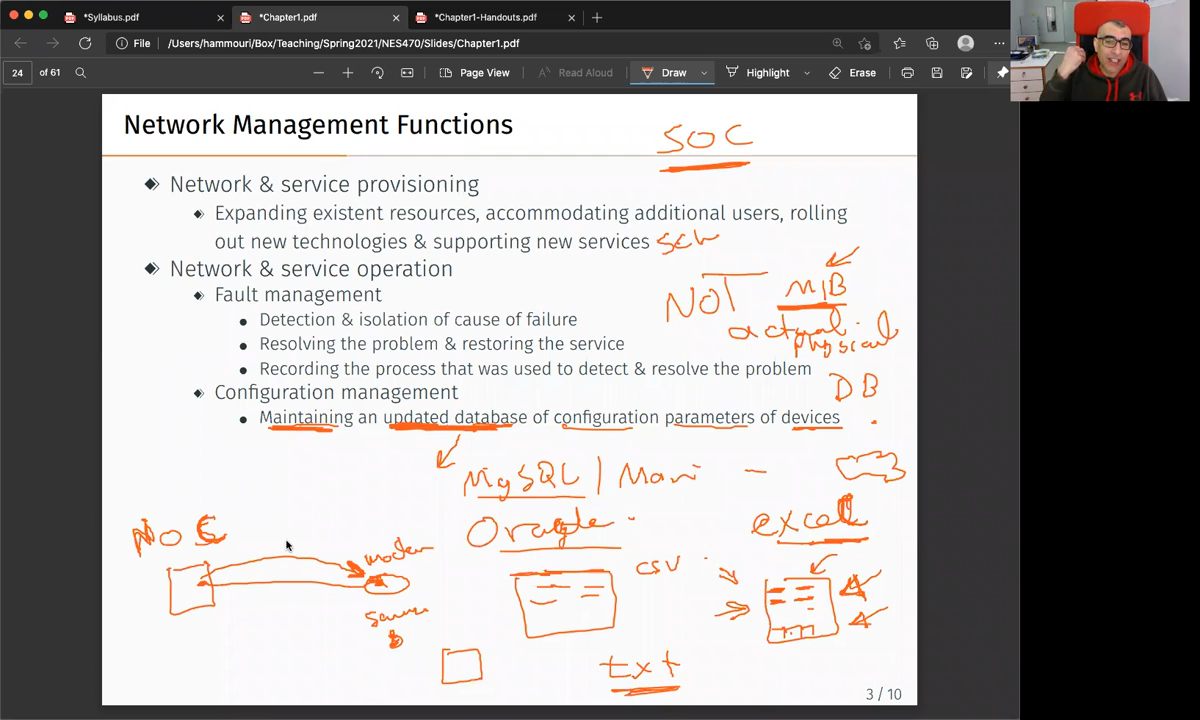 *Syllabus.pdf
*Chapter1.pdf
*Chapter1-Handouts.pdf
File /Users/hammouri/Box/Teaching/Spring2021/NES470/Slides/Chapter1.pdf
24 of 61 Page View Read Aloud Draw Highlight Erase
Network Management Functions
SOC
Network & service provisioning
Expanding existent resources, accommodating additional users, rolling
out new technologies & supporting new services
Network & service operation
Fault management
NOT MIB
Detection & isolation of cause of failure
actual
physical
Resolving the problem & restoring the service
Recording the process that was used to detect & resolve the problem
DB
Configuration management
Maintaining an updated database of configuration parameters of devices
MySQL |
Oracle
excel
NOC
CSV
txt
3 / 10